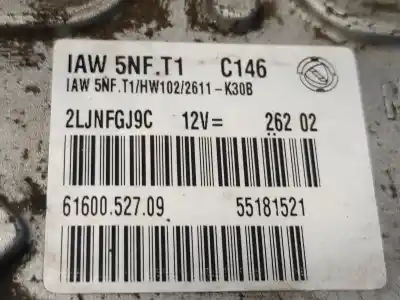 IAW 5NF.T1 C146
IAW 5NF.T1/HW102/2611-K30B
2LJNFGJ9C 12V= 262 02
61600.527.09 55181521